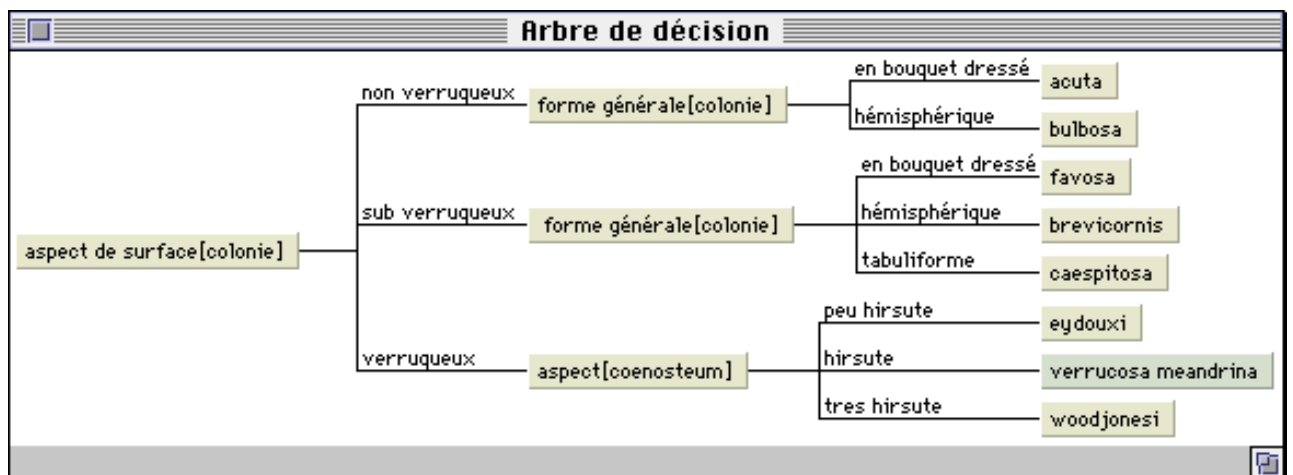 Arbre de décision
en bouquet dressé
acuta
non verruqueux
forme générale[colonie]
hémisphérique
bulbosa
en bouquet dressé
favosa
sub verruqueux
forme générale[colonie]
hémisphérique
brevicornis
aspect de surface[colonie]
tabuliforme
caespitosa
peu hirsute
eydouxi
verruqueux
aspect[coenosteum]
hirsute
verrucosa meandrina
tres hirsute
woodjonesi